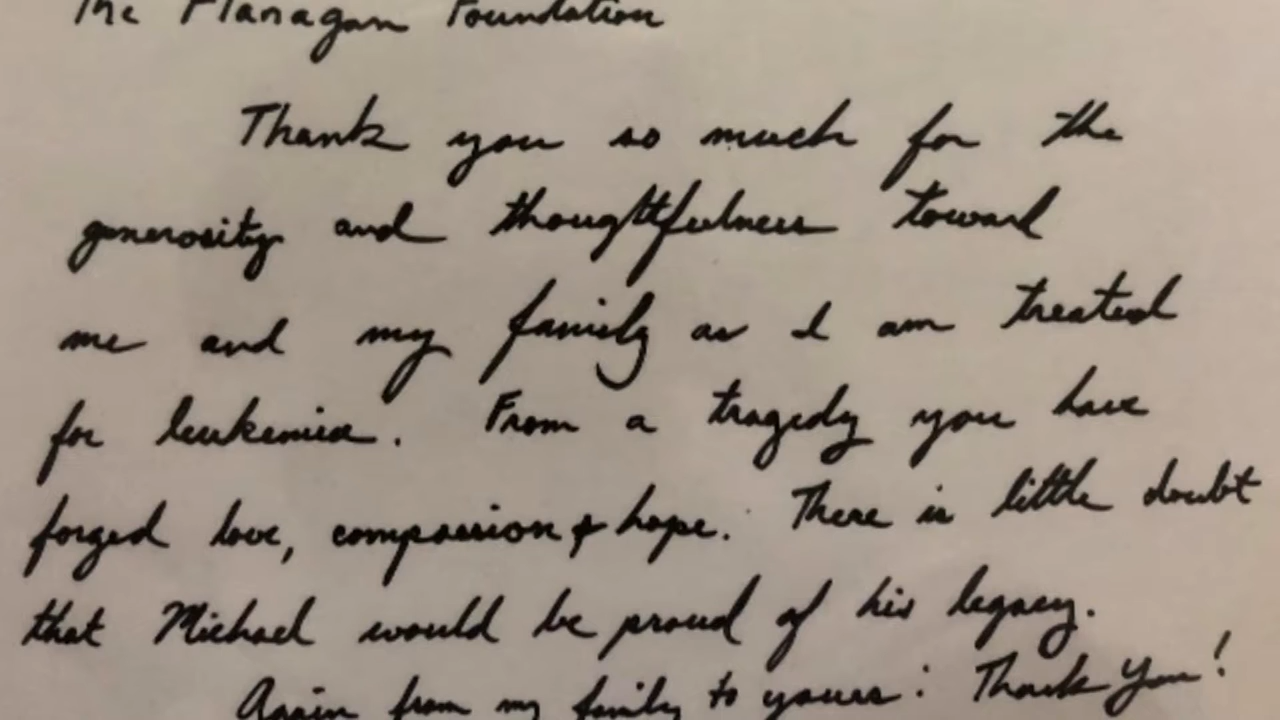 The Flanagan Foundation
Thank you so much for the
generosity and thoughtfulness toward
me and my family as I am treated
for leukemia. From a tragedy you have
forged love, compassion & hope. There is little doubt
that Michael would be proud of his legacy.
Again from my family to yours: Thank You!